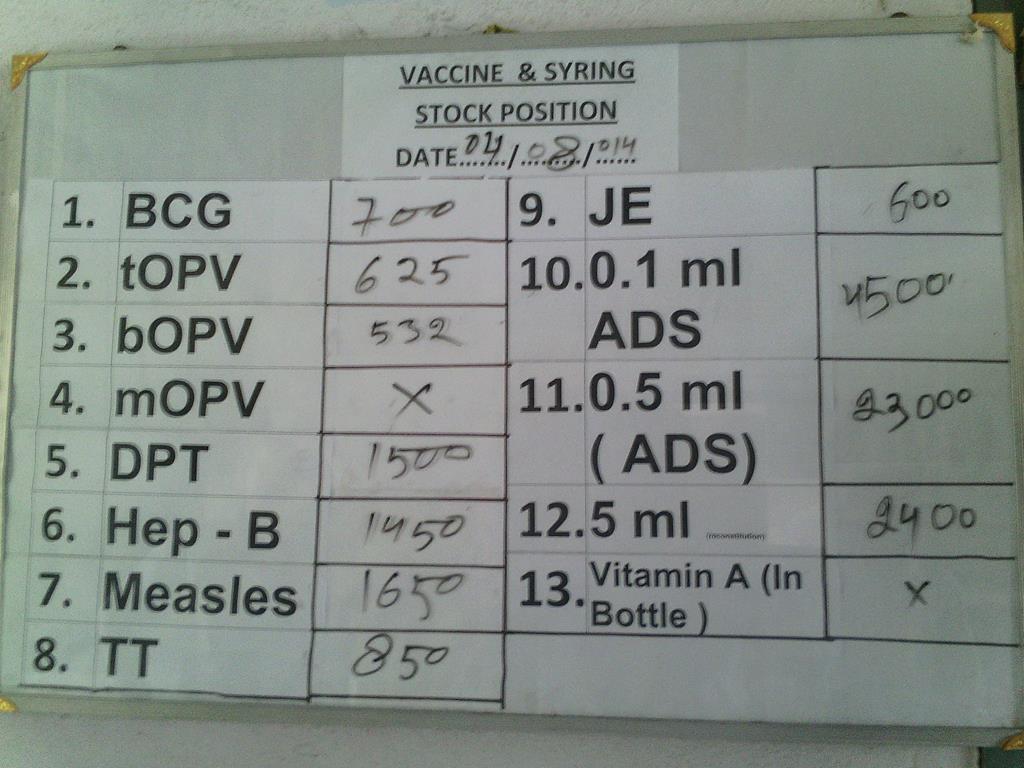 VACCINE & SYRING
STOCK POSITION
DATE...04.../...08.../...014...
1. BCG 700
2. tOPV 625
3. bOPV 532
4. mOPV X
5. DPT 1500
6. Hep - B 1450
7. Measles 1650
8. TT 850
9. JE 600
10. 0.1 ml
ADS 4500
11. 0.5 ml
( ADS) 23000
12. 5 ml (reconstitution) 2400
13. Vitamin A (In
Bottle ) X